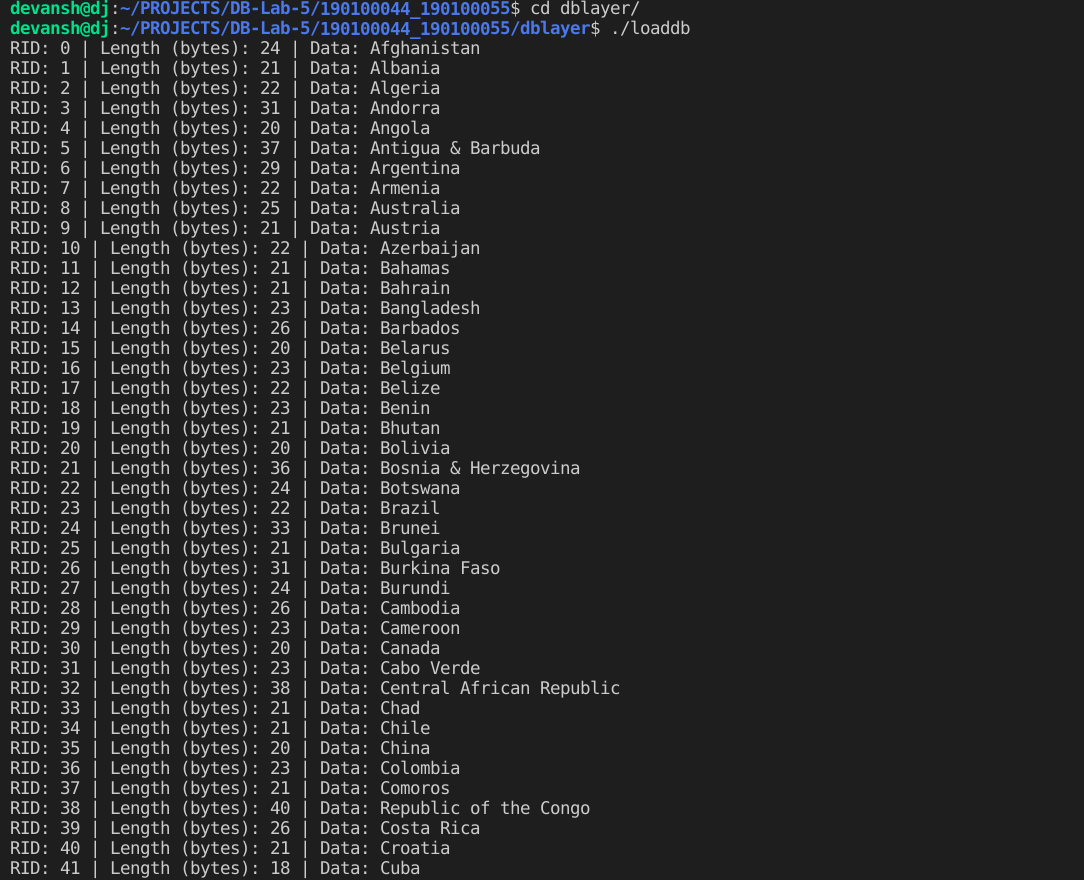 devansh@dj:~/PROJECTS/DB-Lab-5/190100044_190100055$ cd dblayer/
devansh@dj:~/PROJECTS/DB-Lab-5/190100044_190100055/dblayer$ ./loaddb
RID: 0 | Length (bytes): 24 | Data: Afghanistan
RID: 1 | Length (bytes): 21 | Data: Albania
RID: 2 | Length (bytes): 22 | Data: Algeria
RID: 3 | Length (bytes): 31 | Data: Andorra
RID: 4 | Length (bytes): 20 | Data: Angola
RID: 5 | Length (bytes): 37 | Data: Antigua & Barbuda
RID: 6 | Length (bytes): 29 | Data: Argentina
RID: 7 | Length (bytes): 22 | Data: Armenia
RID: 8 | Length (bytes): 25 | Data: Australia
RID: 9 | Length (bytes): 21 | Data: Austria
RID: 10 | Length (bytes): 22 | Data: Azerbaijan
RID: 11 | Length (bytes): 21 | Data: Bahamas
RID: 12 | Length (bytes): 21 | Data: Bahrain
RID: 13 | Length (bytes): 23 | Data: Bangladesh
RID: 14 | Length (bytes): 26 | Data: Barbados
RID: 15 | Length (bytes): 20 | Data: Belarus
RID: 16 | Length (bytes): 23 | Data: Belgium
RID: 17 | Length (bytes): 22 | Data: Belize
RID: 18 | Length (bytes): 23 | Data: Benin
RID: 19 | Length (bytes): 21 | Data: Bhutan
RID: 20 | Length (bytes): 20 | Data: Bolivia
RID: 21 | Length (bytes): 36 | Data: Bosnia & Herzegovina
RID: 22 | Length (bytes): 24 | Data: Botswana
RID: 23 | Length (bytes): 22 | Data: Brazil
RID: 24 | Length (bytes): 33 | Data: Brunei
RID: 25 | Length (bytes): 21 | Data: Bulgaria
RID: 26 | Length (bytes): 31 | Data: Burkina Faso
RID: 27 | Length (bytes): 24 | Data: Burundi
RID: 28 | Length (bytes): 26 | Data: Cambodia
RID: 29 | Length (bytes): 23 | Data: Cameroon
RID: 30 | Length (bytes): 20 | Data: Canada
RID: 31 | Length (bytes): 23 | Data: Cabo Verde
RID: 32 | Length (bytes): 38 | Data: Central African Republic
RID: 33 | Length (bytes): 21 | Data: Chad
RID: 34 | Length (bytes): 21 | Data: Chile
RID: 35 | Length (bytes): 20 | Data: China
RID: 36 | Length (bytes): 23 | Data: Colombia
RID: 37 | Length (bytes): 21 | Data: Comoros
RID: 38 | Length (bytes): 40 | Data: Republic of the Congo
RID: 39 | Length (bytes): 26 | Data: Costa Rica
RID: 40 | Length (bytes): 21 | Data: Croatia
RID: 41 | Length (bytes): 18 | Data: Cuba